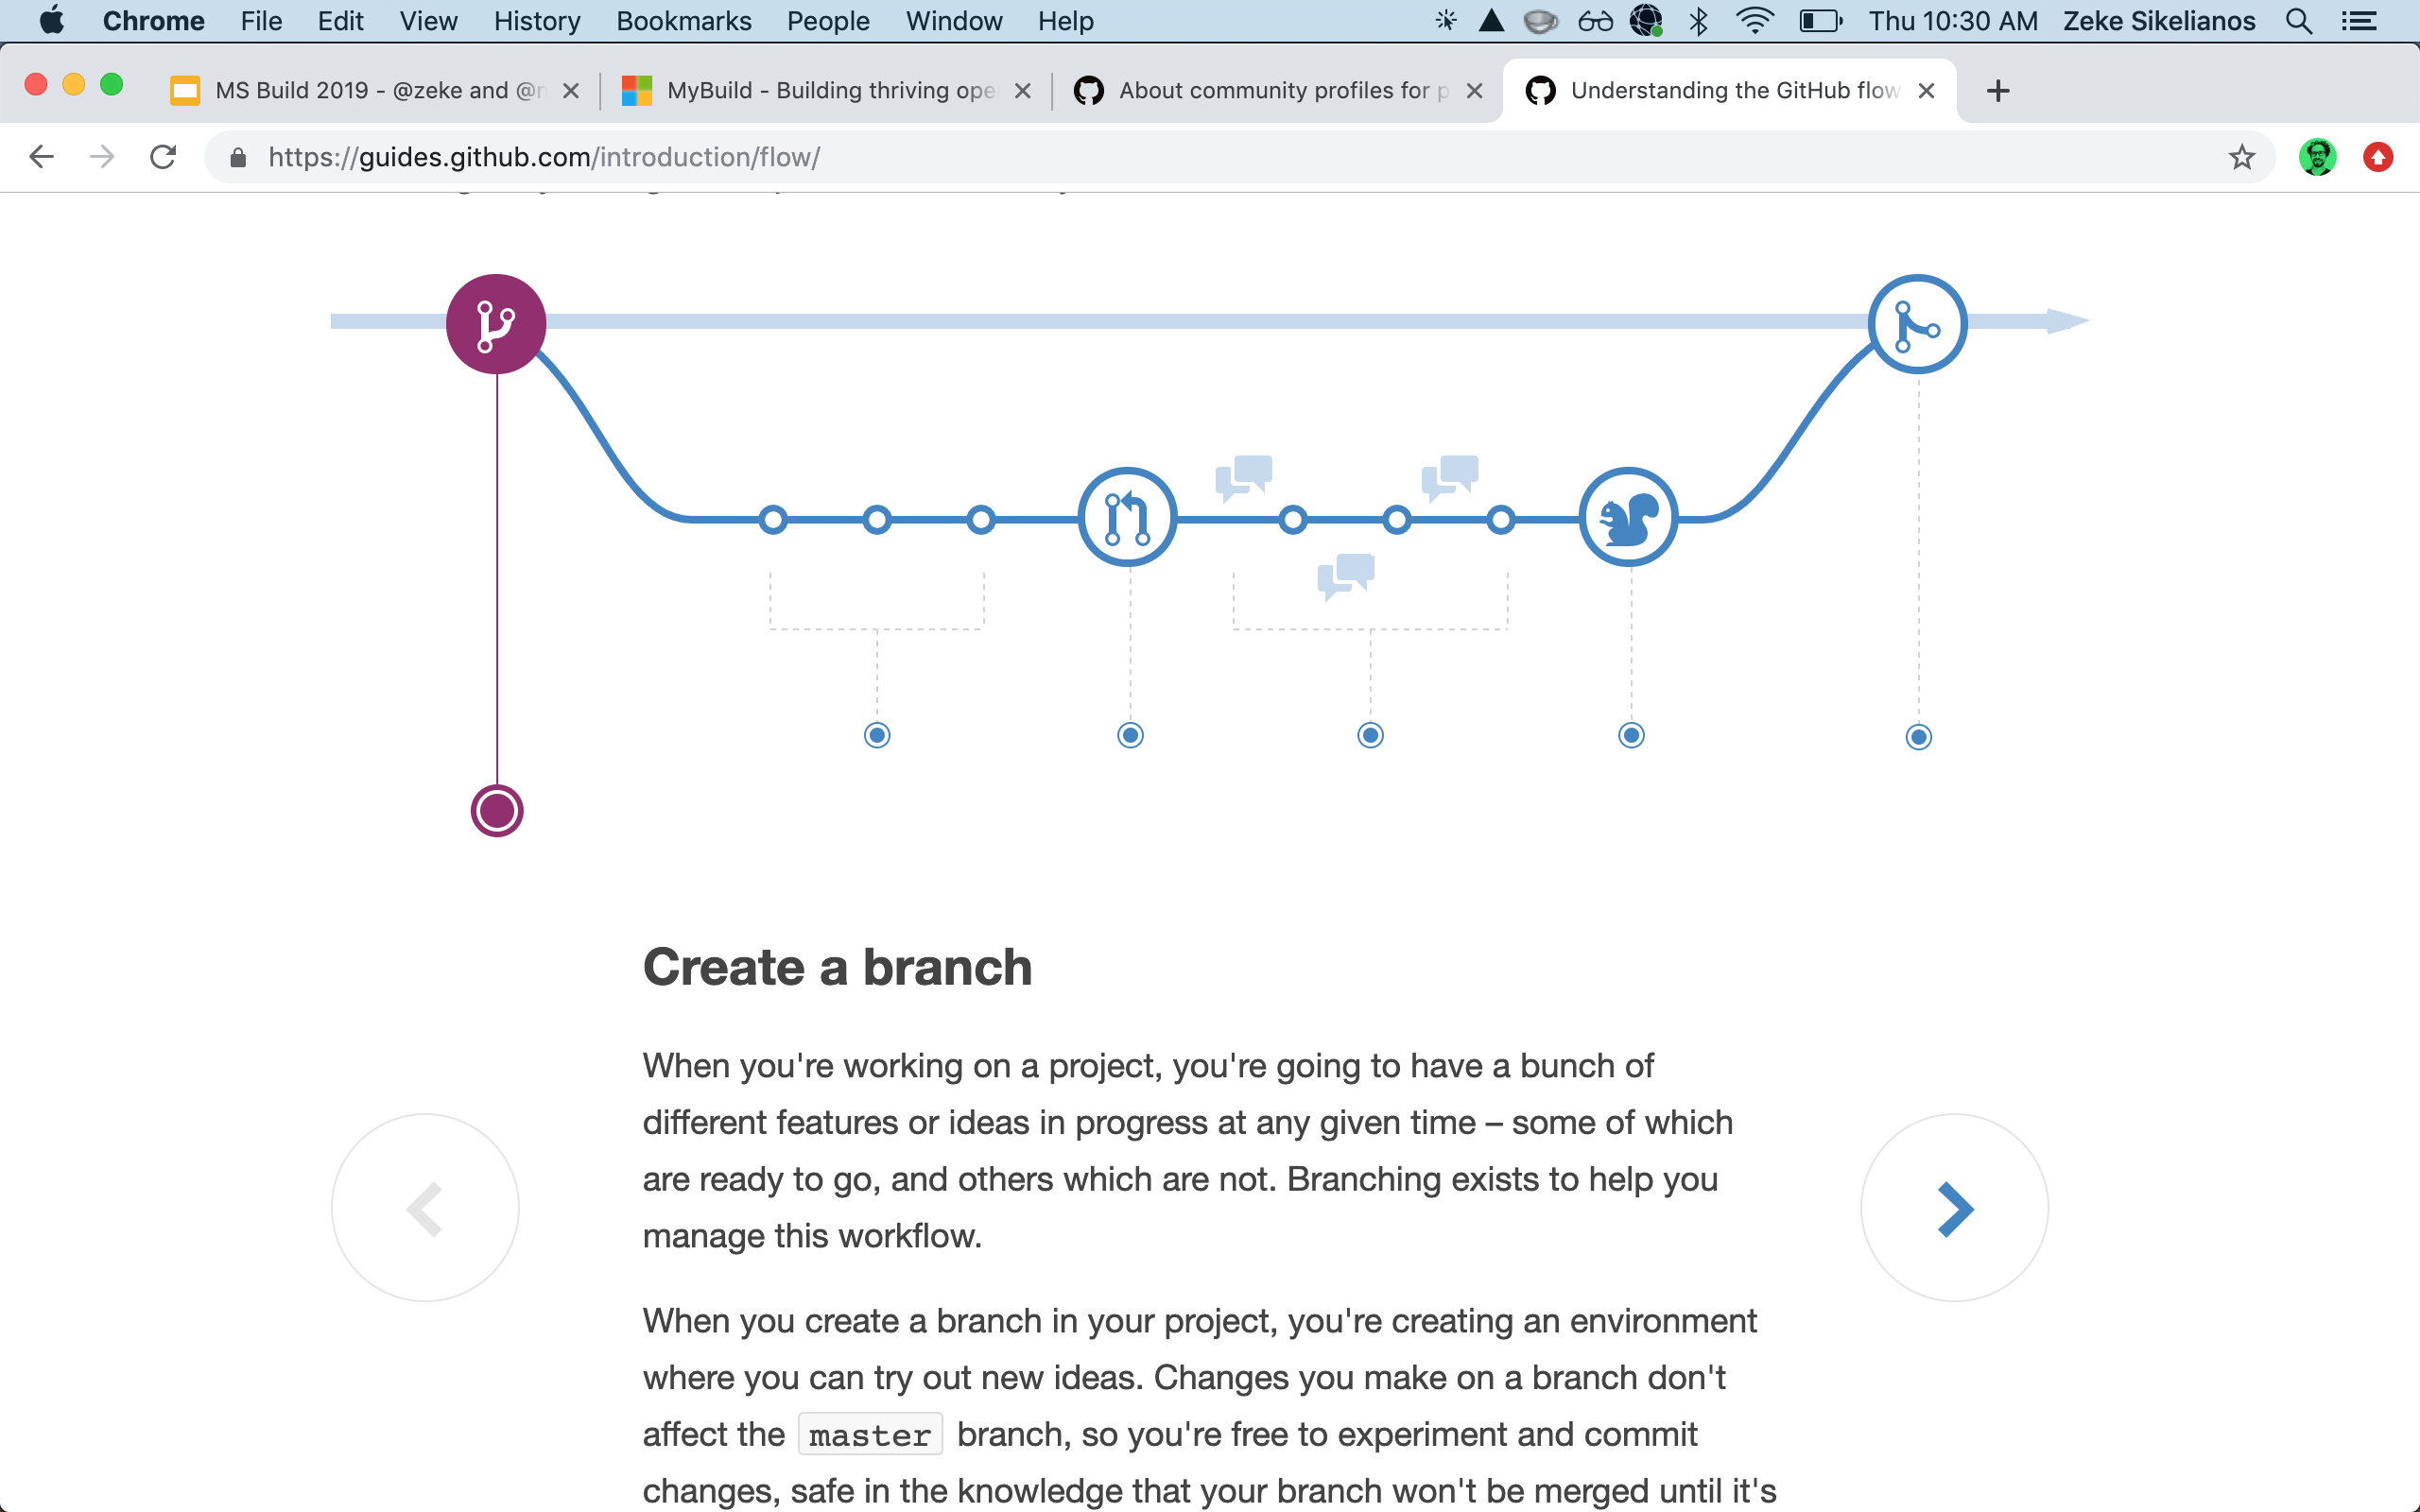 Chrome File Edit View History Bookmarks People Window Help Thu 10:30 AM Zeke Sikelianos
MS Build 2019 - @zeke and @n
MyBuild - Building thriving ope
About community profiles for p
Understanding the GitHub flow
https://guides.github.com/introduction/flow/
Create a branch
When you're working on a project, you're going to have a bunch of
different features or ideas in progress at any given time – some of which
are ready to go, and others which are not. Branching exists to help you
manage this workflow.
When you create a branch in your project, you're creating an environment
where you can try out new ideas. Changes you make on a branch don't
affect the master branch, so you're free to experiment and commit
changes, safe in the knowledge that your branch won't be merged until it's